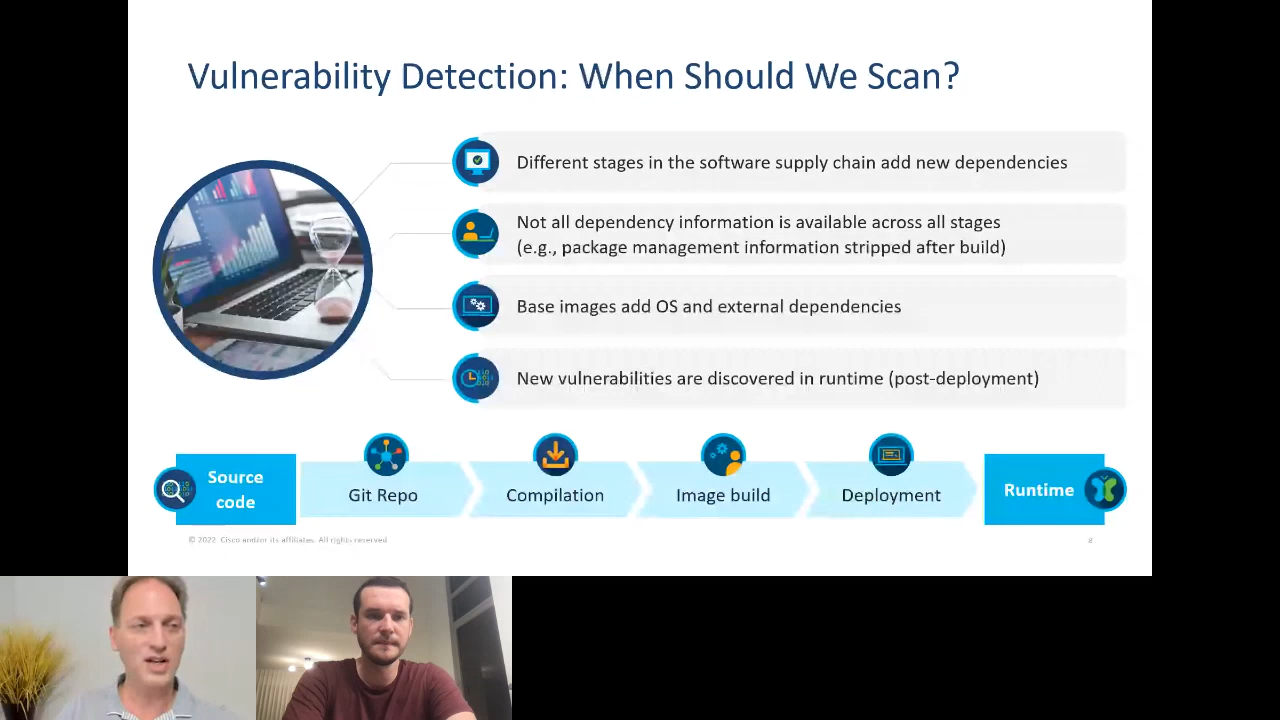 Vulnerability Detection: When Should We Scan?
Different stages in the software supply chain add new dependencies
Not all dependency information is available across all stages
(e.g., package management information stripped after build)
Base images add OS and external dependencies
New vulnerabilities are discovered in runtime (post-deployment)
Source
code
Git Repo
Compilation
Image build
Deployment
Runtime
© 2022 Cisco and/or its affiliates. All rights reserved
8